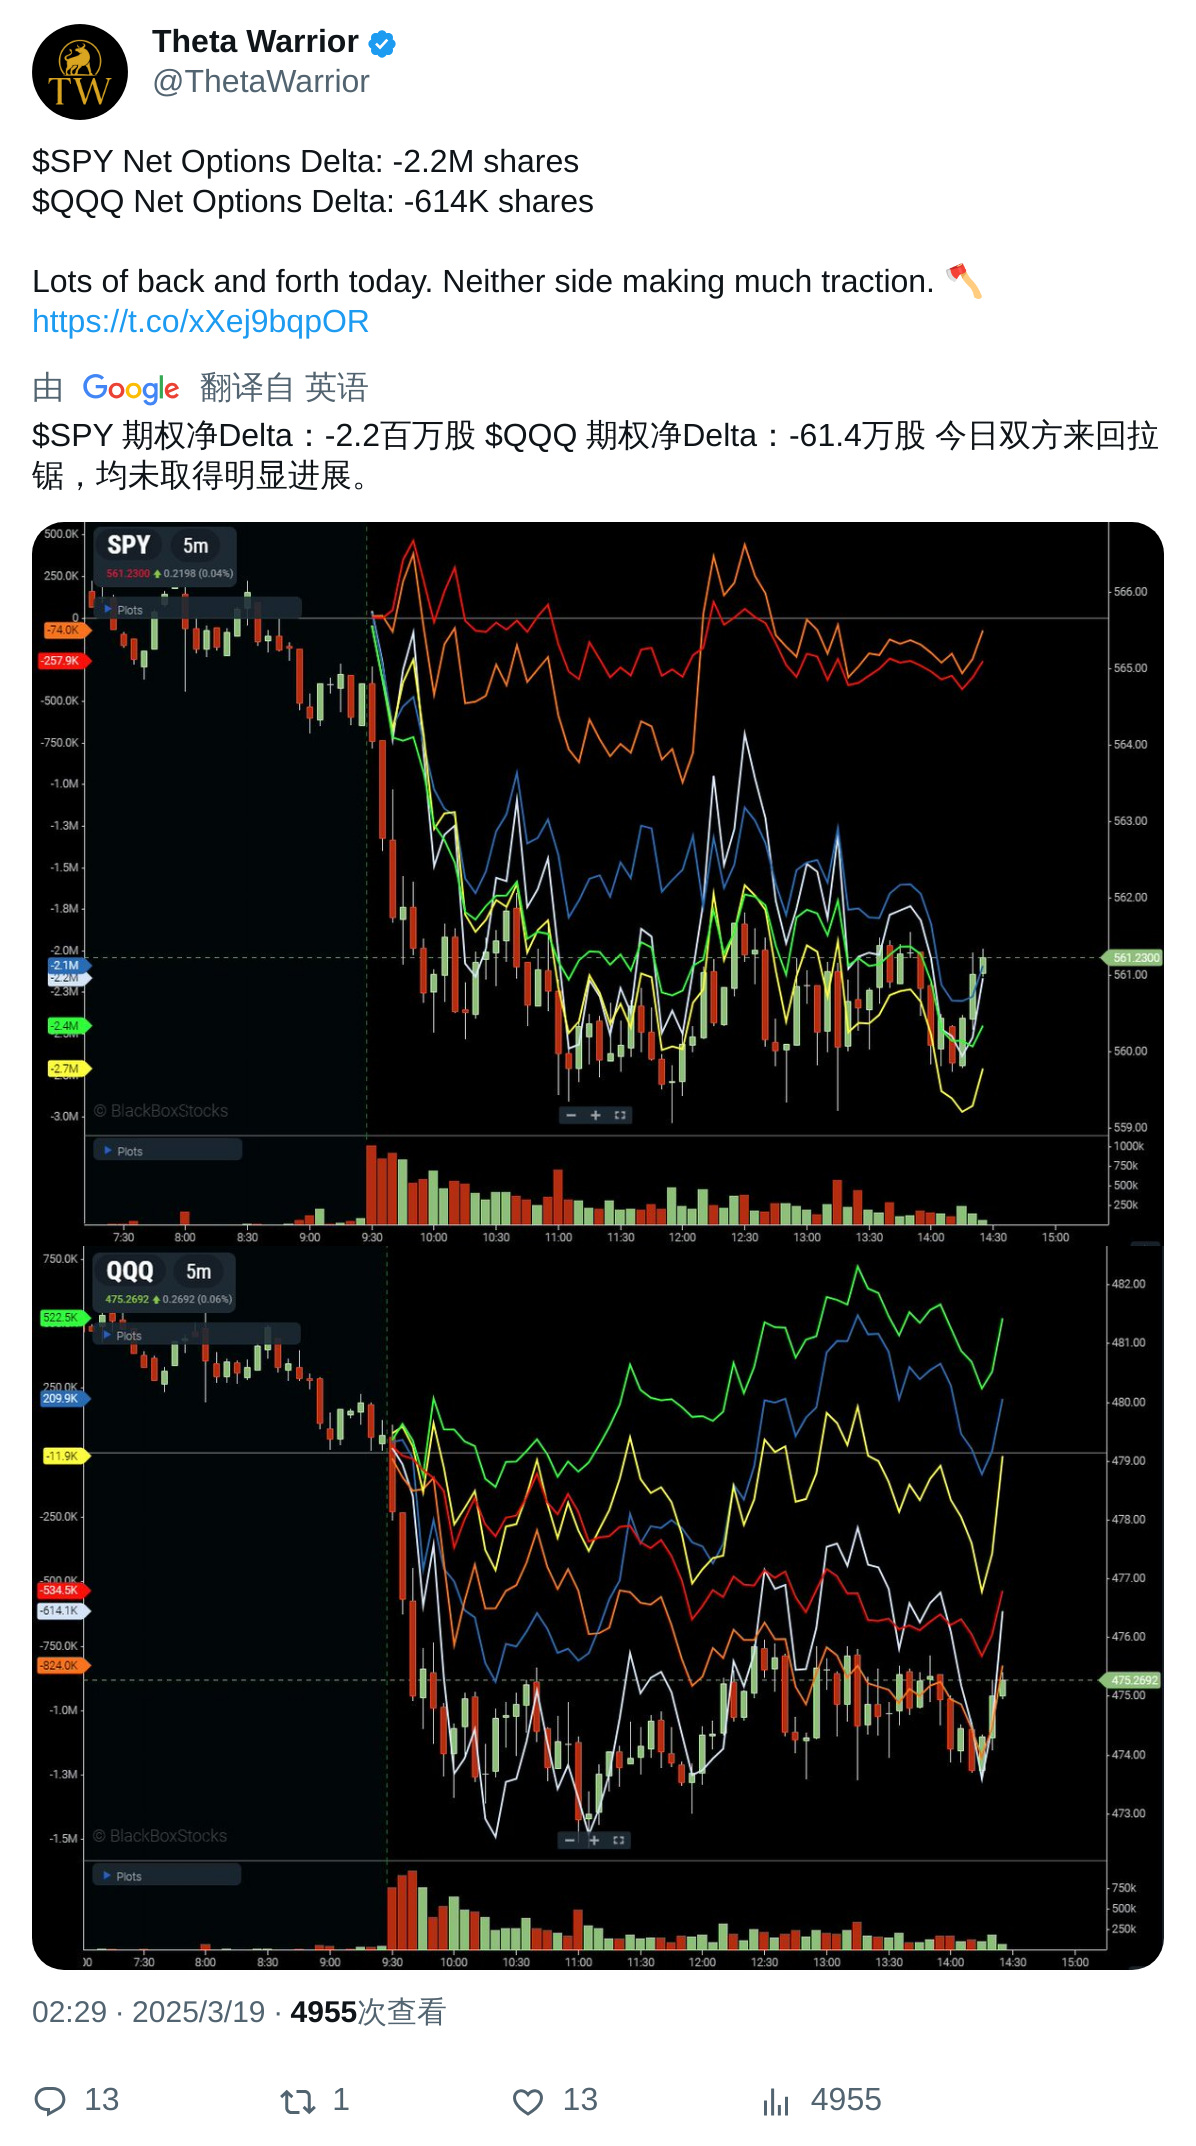 Theta Warrior
@ThetaWarrior
TW
$SPY Net Options Delta: -2.2M shares
$QQQ Net Options Delta: -614K shares
Lots of back and forth today. Neither side making much traction.
https://t.co/xXej9bqpOR
由 Google 翻译自 英语
$SPY 期权净Delta：-2.2百万股 $QQQ 期权净Delta：-61.4万股 今日双方来回拉
锯，均未取得明显进展。
SPY 5m
561.2300 0.2198 (0.04%)
Plots
500.0K
250.0K
0
-74.0K
-257.9K
-500.0K
-750.0K
-1.0M
-1.3M
-1.5M
-1.8M
-2.0M
-2.1M
-2.2M
-2.3M
-2.4M
-2.7M
-3.0M
566.00
565.00
564.00
563.00
562.00
561.2300
561.00
560.00
559.00
© BlackBoxStocks
Plots
1000k
750k
500k
250k
7:30 8:00 8:30 9:00 9:30 10:00 10:30 11:00 11:30 12:00 12:30 13:00 13:30 14:00 14:30 15:00
QQQ 5m
475.2692 0.2692 (0.06%)
Plots
750.0K
522.5K
250.0K
209.9K
-11.9K
-250.0K
-500.0K
-534.5K
-614.1K
-750.0K
-824.0K
-1.0M
-1.3M
-1.5M
482.00
481.00
480.00
479.00
478.00
477.00
476.00
475.2692
475.00
474.00
473.00
© BlackBoxStocks
Plots
750k
500k
250k
7:30 8:00 8:30 9:00 9:30 10:00 10:30 11:00 11:30 12:00 12:30 13:00 13:30 14:00 14:30 15:00
02:29 · 2025/3/19 · 4955次查看
13 1 13 4955